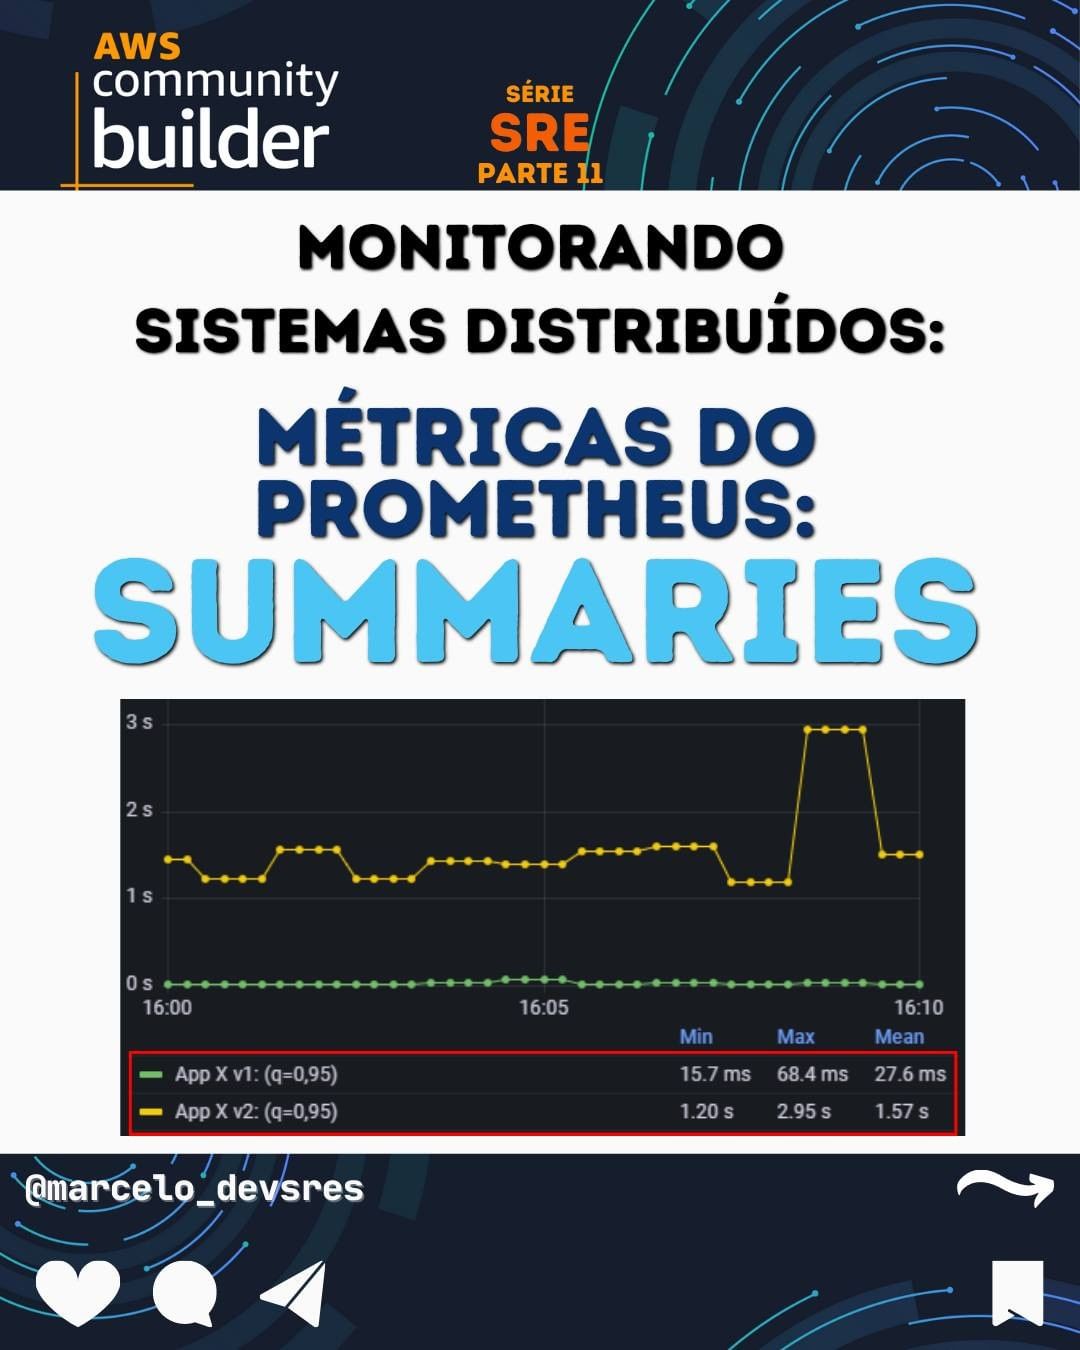 AWS
community
builder
SÉRIE
SRE
PARTE 11
MONITORANDO
SISTEMAS DISTRIBUÍDOS:
MÉTRICAS DO
PROMETHEUS:
SUMMARIES
3 s
2 s
1 s
0 s
16:00 16:05 16:10
Min Max Mean
App X v1: (q=0,95) 15.7 ms 68.4 ms 27.6 ms
App X v2: (q=0,95) 1.20 s 2.95 s 1.57 s
@marcelo_devsres